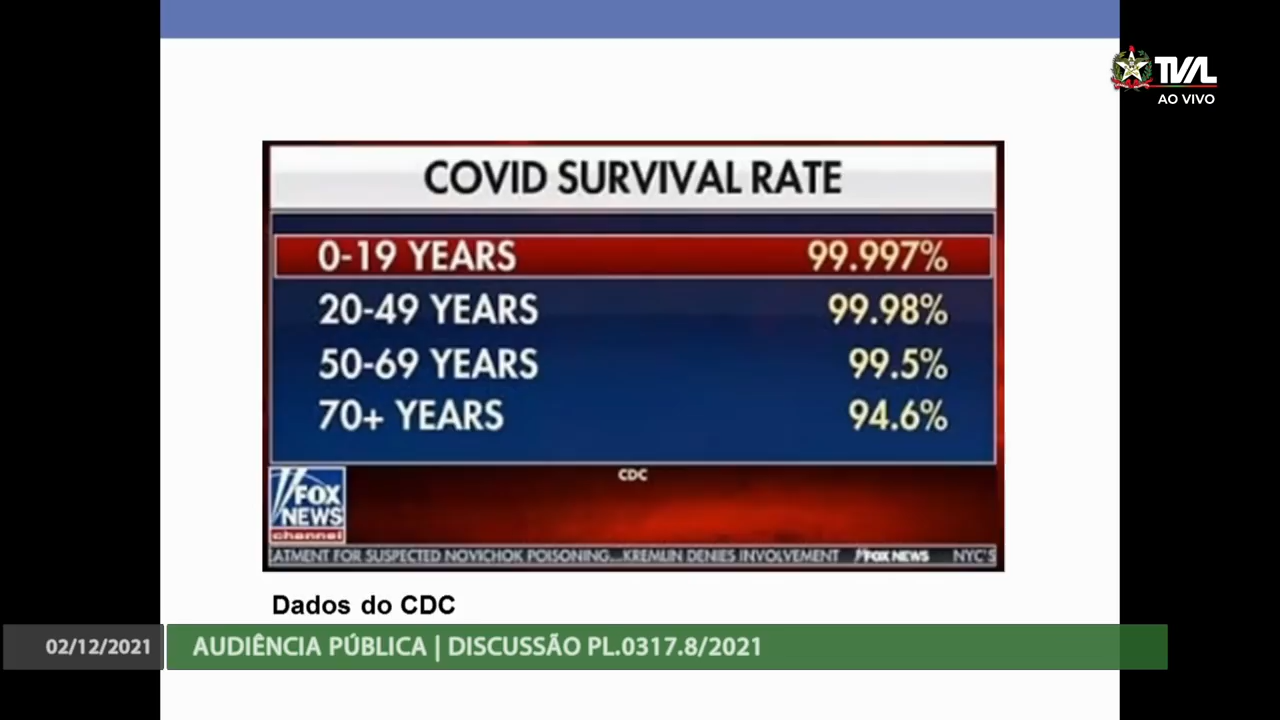 TVAL
AO VIVO
COVID SURVIVAL RATE
0-19 YEARS 99.997%
20-49 YEARS 99.98%
50-69 YEARS 99.5%
70+ YEARS 94.6%
CDC
FOX
NEWS
channel
ATMENT FOR SUSPECTED NOVICHOK POISONING...KREMLIN DENIES INVOLVEMENT FOX NEWS NYC'S
Dados do CDC
02/12/2021 AUDIÊNCIA PÚBLICA | DISCUSSÃO PL.0317.8/2021